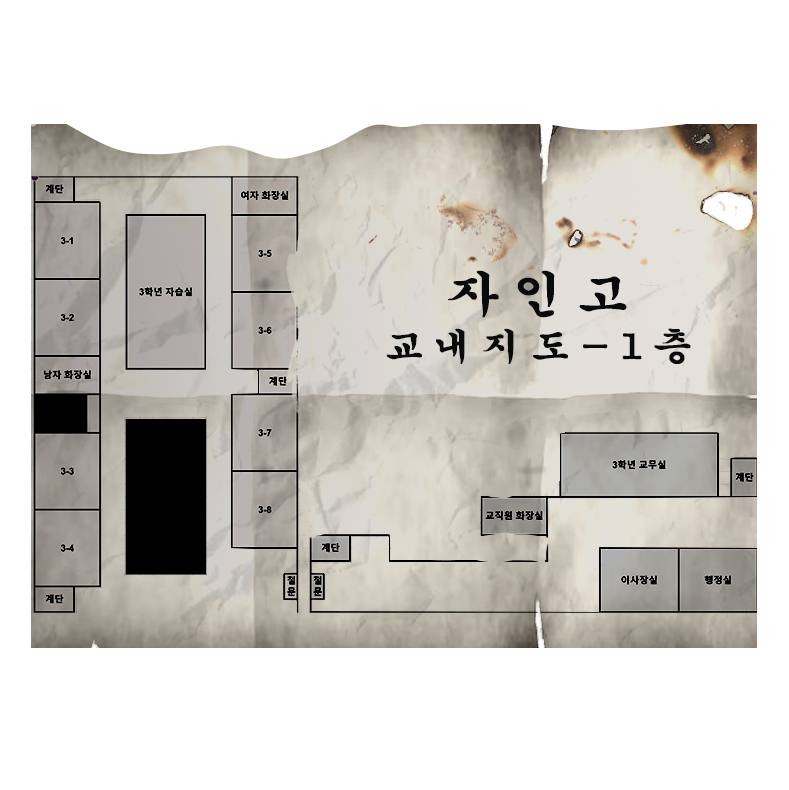 자인고
교내지도-1층
계단
여자 화장실
3-1
3-5
3학년 자습실
3-2
3-6
남자 화장실
계단
3-7
3-3
3-8
3-4
계단
철문
철문
계단
교직원 화장실
3학년 교무실
계단
이사장실
행정실